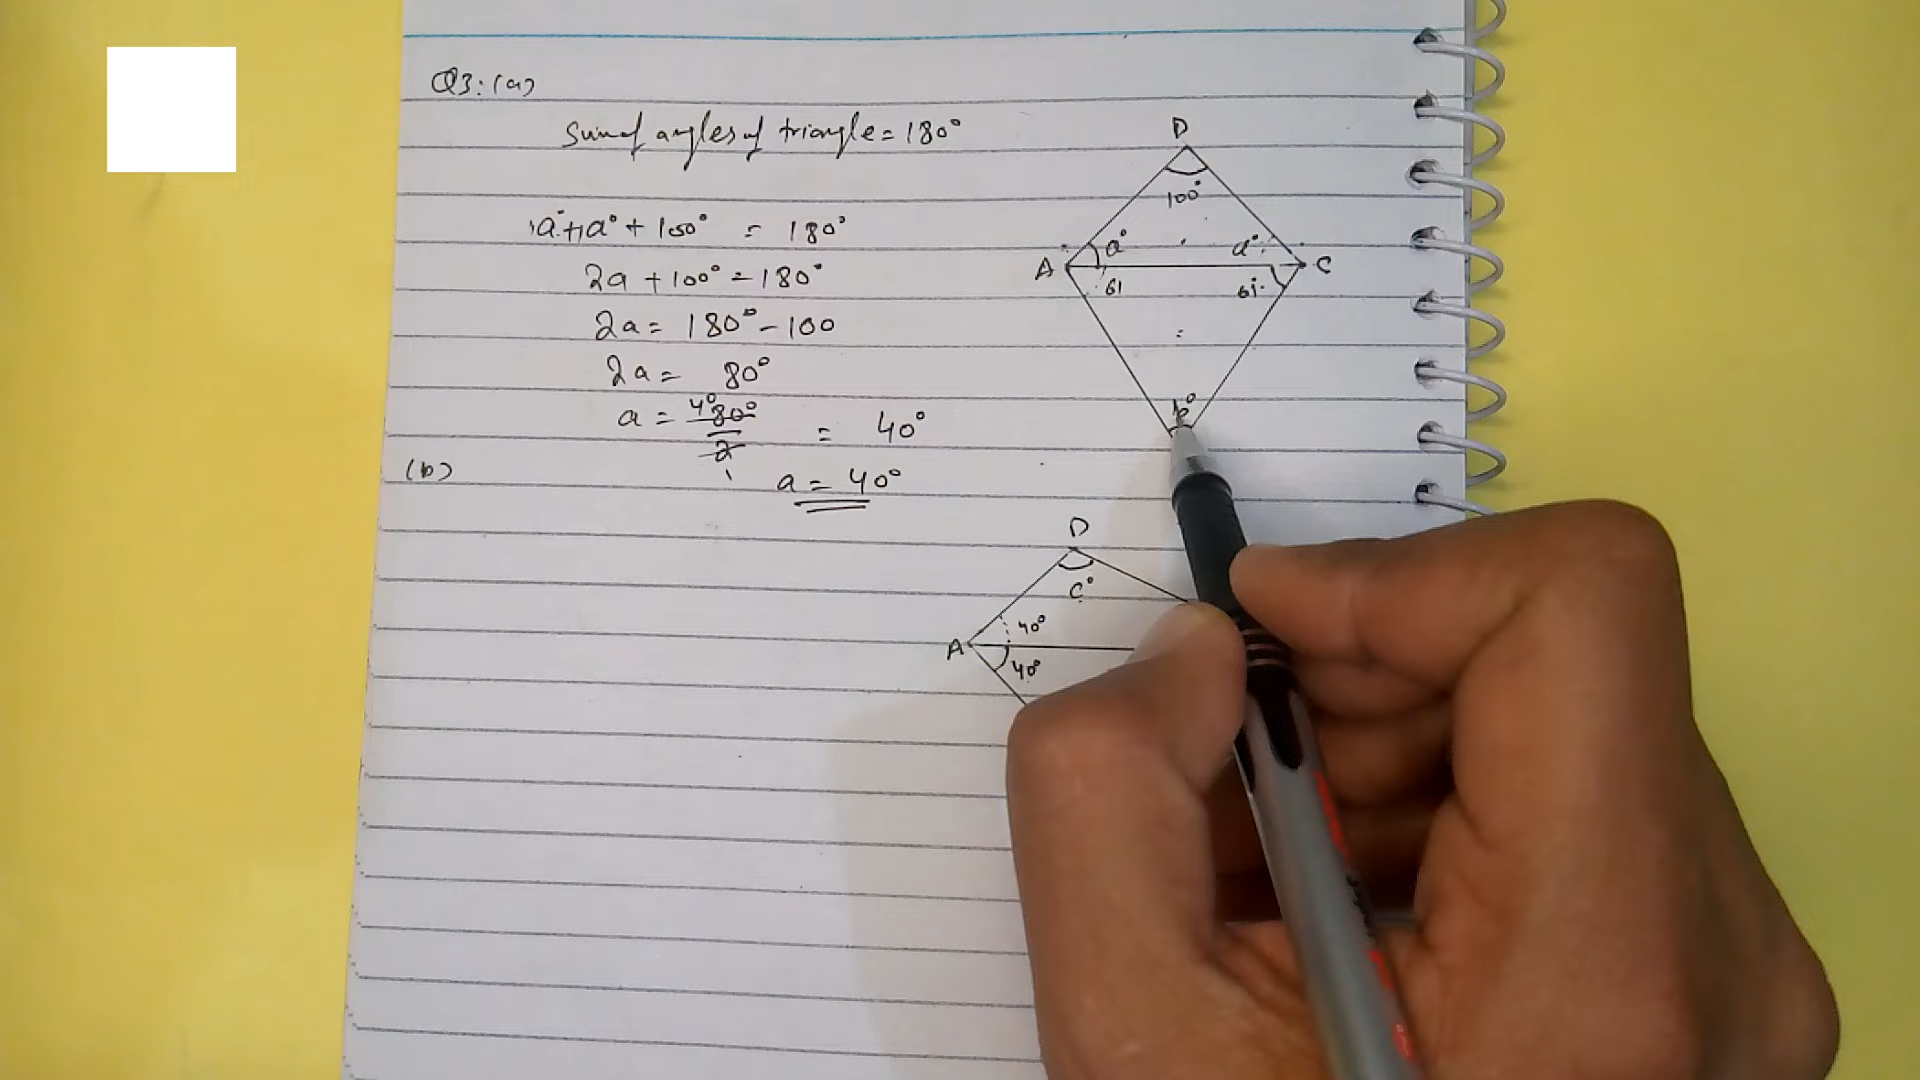 Q3: (a)
Sum of angles of triangle = 180°
a° + a° + 100° = 180°
2a + 100° = 180°
2a = 180° - 100
2a = 80°
a = 80° = 40°
40
2
1
a = 40°
D
100°
A a° a° C
61 61
b°
(b)
D
c°
40°
A
40°